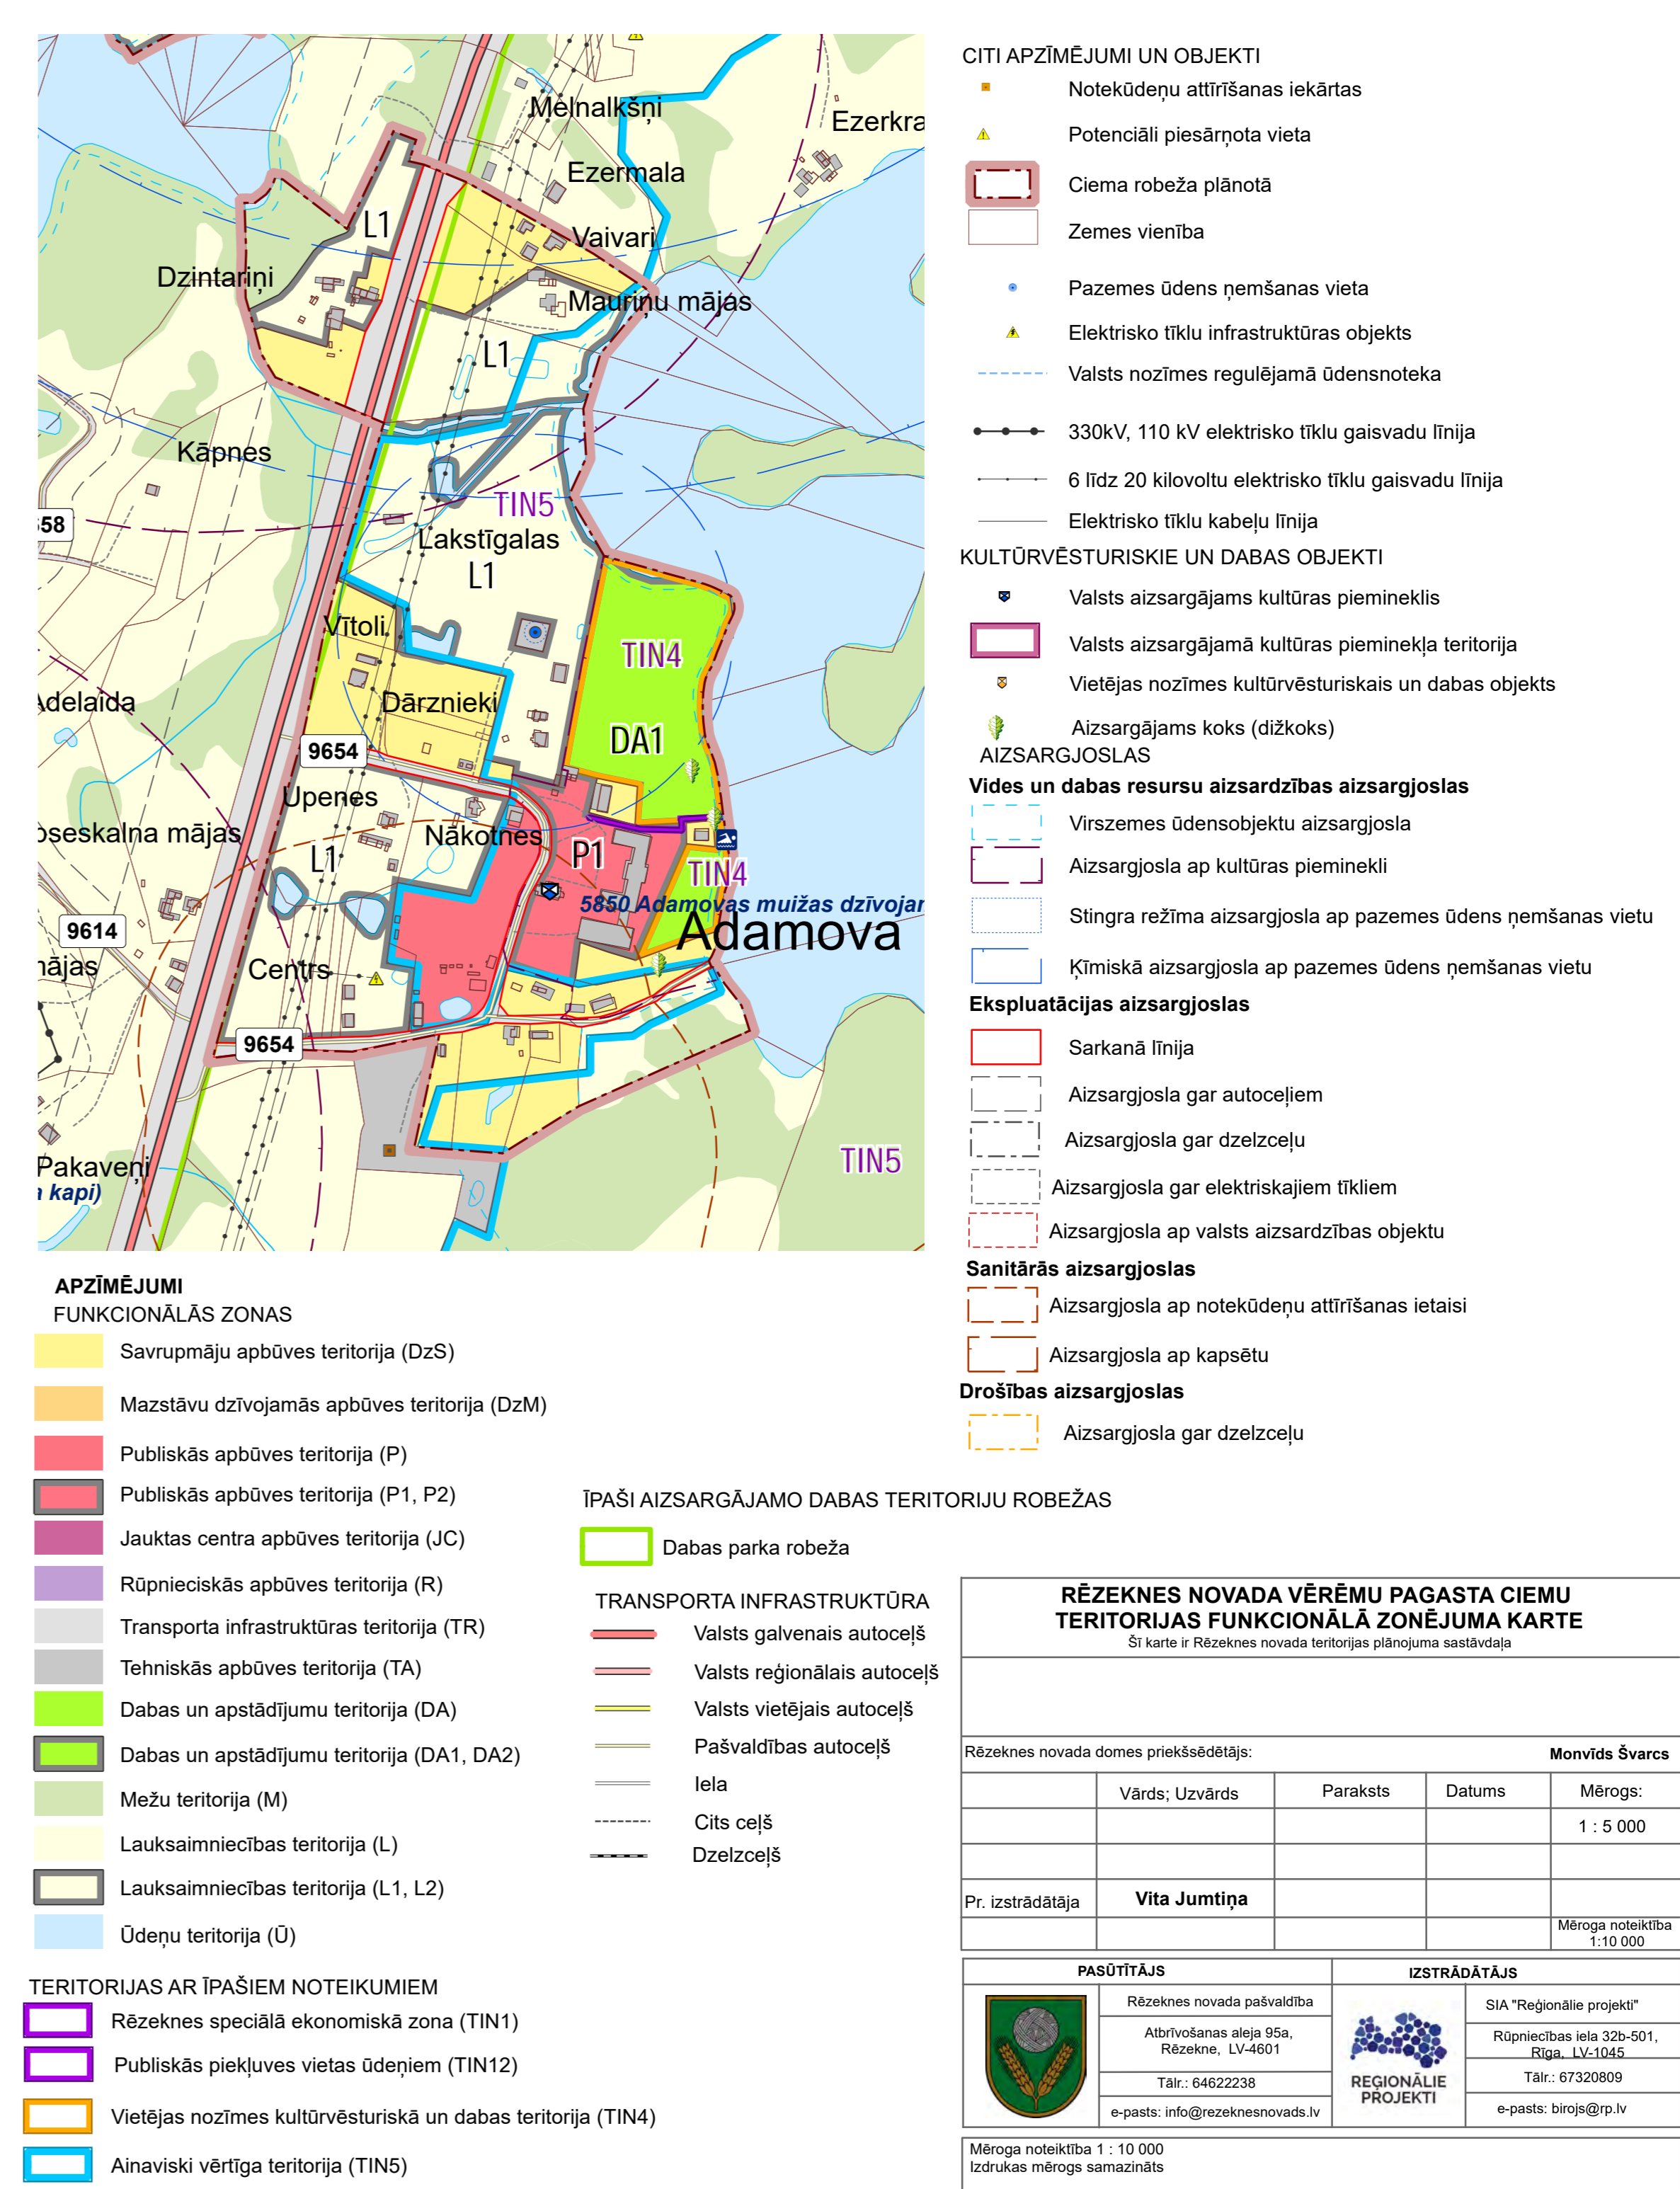 Melnalkšņi
Ezerkra
Ezermala
L1
Vaivari
Dzintariņi
Mauriņu mājas
L1
Kāpnes
TIN5
58
Lakstīgalas
L1
Vītoli
TIN4
Adelaida
Dārznieki
DA1
9654
Upenes
oseskalna mājas
Nākotnes
L1
P1
TIN4
5850 Adamovas muižas dzīvojar
Adamova
9614
nājas
Centrs
9654
TIN5
Pakaveņi
a kapi)
CITI APZĪMĒJUMI UN OBJEKTI
Notekūdeņu attīrīšanas iekārtas
Potenciāli piesārņota vieta
Ciema robeža plānotā
Zemes vienība
Pazemes ūdens ņemšanas vieta
Elektrisko tīklu infrastruktūras objekts
Valsts nozīmes regulējamā ūdensnoteka
330kV, 110 kV elektrisko tīklu gaisvadu līnija
6 līdz 20 kilovoltu elektrisko tīklu gaisvadu līnija
Elektrisko tīklu kabeļu līnija
KULTŪRVĒSTURISKIE UN DABAS OBJEKTI
Valsts aizsargājams kultūras piemineklis
Valsts aizsargājamā kultūras pieminekļa teritorija
Vietējas nozīmes kultūrvēsturiskais un dabas objekts
Aizsargājams koks (dižkoks)
AIZSARGJOSLAS
Vides un dabas resursu aizsardzības aizsargjoslas
Virszemes ūdensobjektu aizsargjosla
Aizsargjosla ap kultūras pieminekli
Stingra režīma aizsargjosla ap pazemes ūdens ņemšanas vietu
Ķīmiskā aizsargjosla ap pazemes ūdens ņemšanas vietu
Ekspluatācijas aizsargjoslas
Sarkanā līnija
Aizsargjosla gar autoceļiem
Aizsargjosla gar dzelzceļu
Aizsargjosla gar elektriskajiem tīkliem
Aizsargjosla ap valsts aizsardzības objektu
Sanitārās aizsargjoslas
Aizsargjosla ap notekūdeņu attīrīšanas ietaisi
Aizsargjosla ap kapsētu
Drošības aizsargjoslas
Aizsargjosla gar dzelzceļu
APZĪMĒJUMI
FUNKCIONĀLĀS ZONAS
Savrupmāju apbūves teritorija (DzS)
Mazstāvu dzīvojamās apbūves teritorija (DzM)
Publiskās apbūves teritorija (P)
Publiskās apbūves teritorija (P1, P2)
Jauktas centra apbūves teritorija (JC)
Rūpnieciskās apbūves teritorija (R)
Transporta infrastruktūras teritorija (TR)
Tehniskās apbūves teritorija (TA)
Dabas un apstādījumu teritorija (DA)
Dabas un apstādījumu teritorija (DA1, DA2)
Mežu teritorija (M)
Lauksaimniecības teritorija (L)
Lauksaimniecības teritorija (L1, L2)
Ūdeņu teritorija (Ū)
TERITORIJAS AR ĪPAŠIEM NOTEIKUMIEM
Rēzeknes speciālā ekonomiskā zona (TIN1)
Publiskās piekļuves vietas ūdeņiem (TIN12)
Vietējas nozīmes kultūrvēsturiskā un dabas teritorija (TIN4)
Ainaviski vērtīga teritorija (TIN5)
ĪPAŠI AIZSARGĀJAMO DABAS TERITORIJU ROBEŽAS
Dabas parka robeža
TRANSPORTA INFRASTRUKTŪRA
Valsts galvenais autoceļš
Valsts reģionālais autoceļš
Valsts vietējais autoceļš
Pašvaldības autoceļš
Iela
Cits ceļš
Dzelzceļš
RĒZEKNES NOVADA VĒRĒMU PAGASTA CIEMU
TERITORIJAS FUNKCIONĀLĀ ZONĒJUMA KARTE
Šī karte ir Rēzeknes novada teritorijas plānojuma sastāvdaļa
Rēzeknes novada domes priekšsēdētājs: Monvīds Švarcs
Vārds; Uzvārds Paraksts Datums Mērogs:
1 : 5 000
Pr. izstrādātāja Vita Jumtiņa
Mēroga noteiktība
1:10 000
PASŪTĪTĀJS IZSTRĀDĀTĀJS
Rēzeknes novada pašvaldība
Atbrīvošanas aleja 95a,
Rēzekne, LV-4601
Tālr.: 64622238
e-pasts: info@rezeknesnovads.lv
REĢIONĀLIE
PROJEKTI
SIA "Reģionālie projekti"
Rūpniecības iela 32b-501,
Rīga, LV-1045
Tālr.: 67320809
e-pasts: birojs@rp.lv
Mēroga noteiktība 1 : 10 000
Izdrukas mērogs samazināts